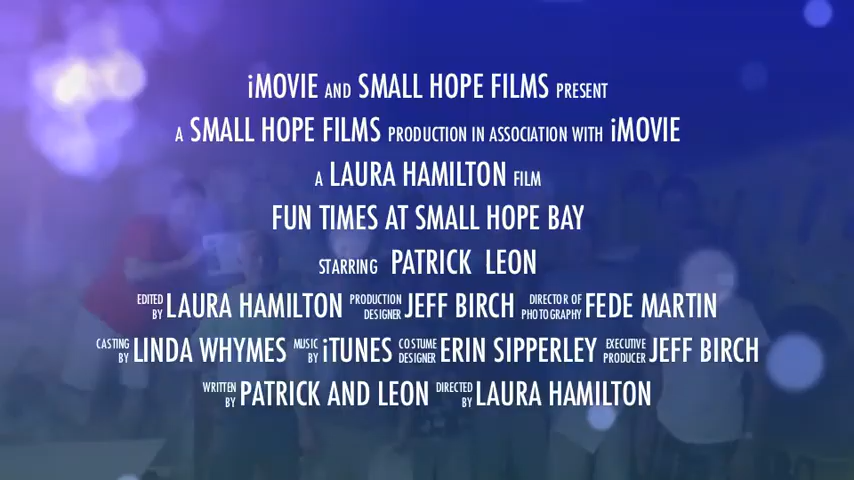 iMOVIE AND SMALL HOPE FILMS PRESENT
A SMALL HOPE FILMS PRODUCTION IN ASSOCIATION WITH iMOVIE
A LAURA HAMILTON FILM
FUN TIMES AT SMALL HOPE BAY
STARRING PATRICK LEON
EDITED BY LAURA HAMILTON PRODUCTION DESIGNER JEFF BIRCH DIRECTOR OF PHOTOGRAPHY FEDE MARTIN
CASTING BY LINDA WHYMES MUSIC BY iTUNES COSTUME DESIGNER ERIN SIPPERLEY EXECUTIVE PRODUCER JEFF BIRCH
WRITTEN BY PATRICK AND LEON DIRECTED BY LAURA HAMILTON